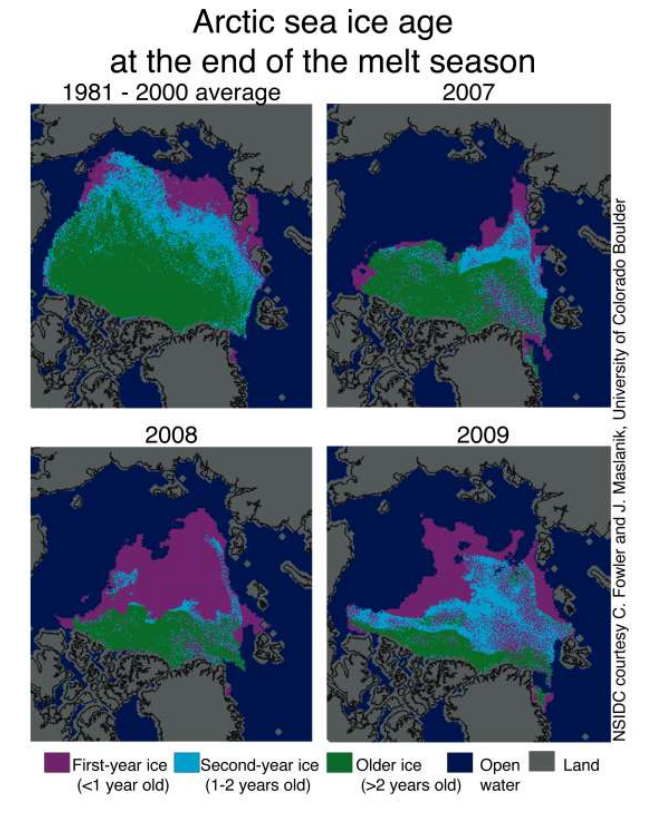 Arctic sea ice age
at the end of the melt season
1981 - 2000 average
2007
2008
2009
NSIDC courtesy C. Fowler and J. Maslanik, University of Colorado Boulder
First-year ice
(<1 year old)
Second-year ice
(1-2 years old)
Older ice
(>2 years old)
Open
water
Land